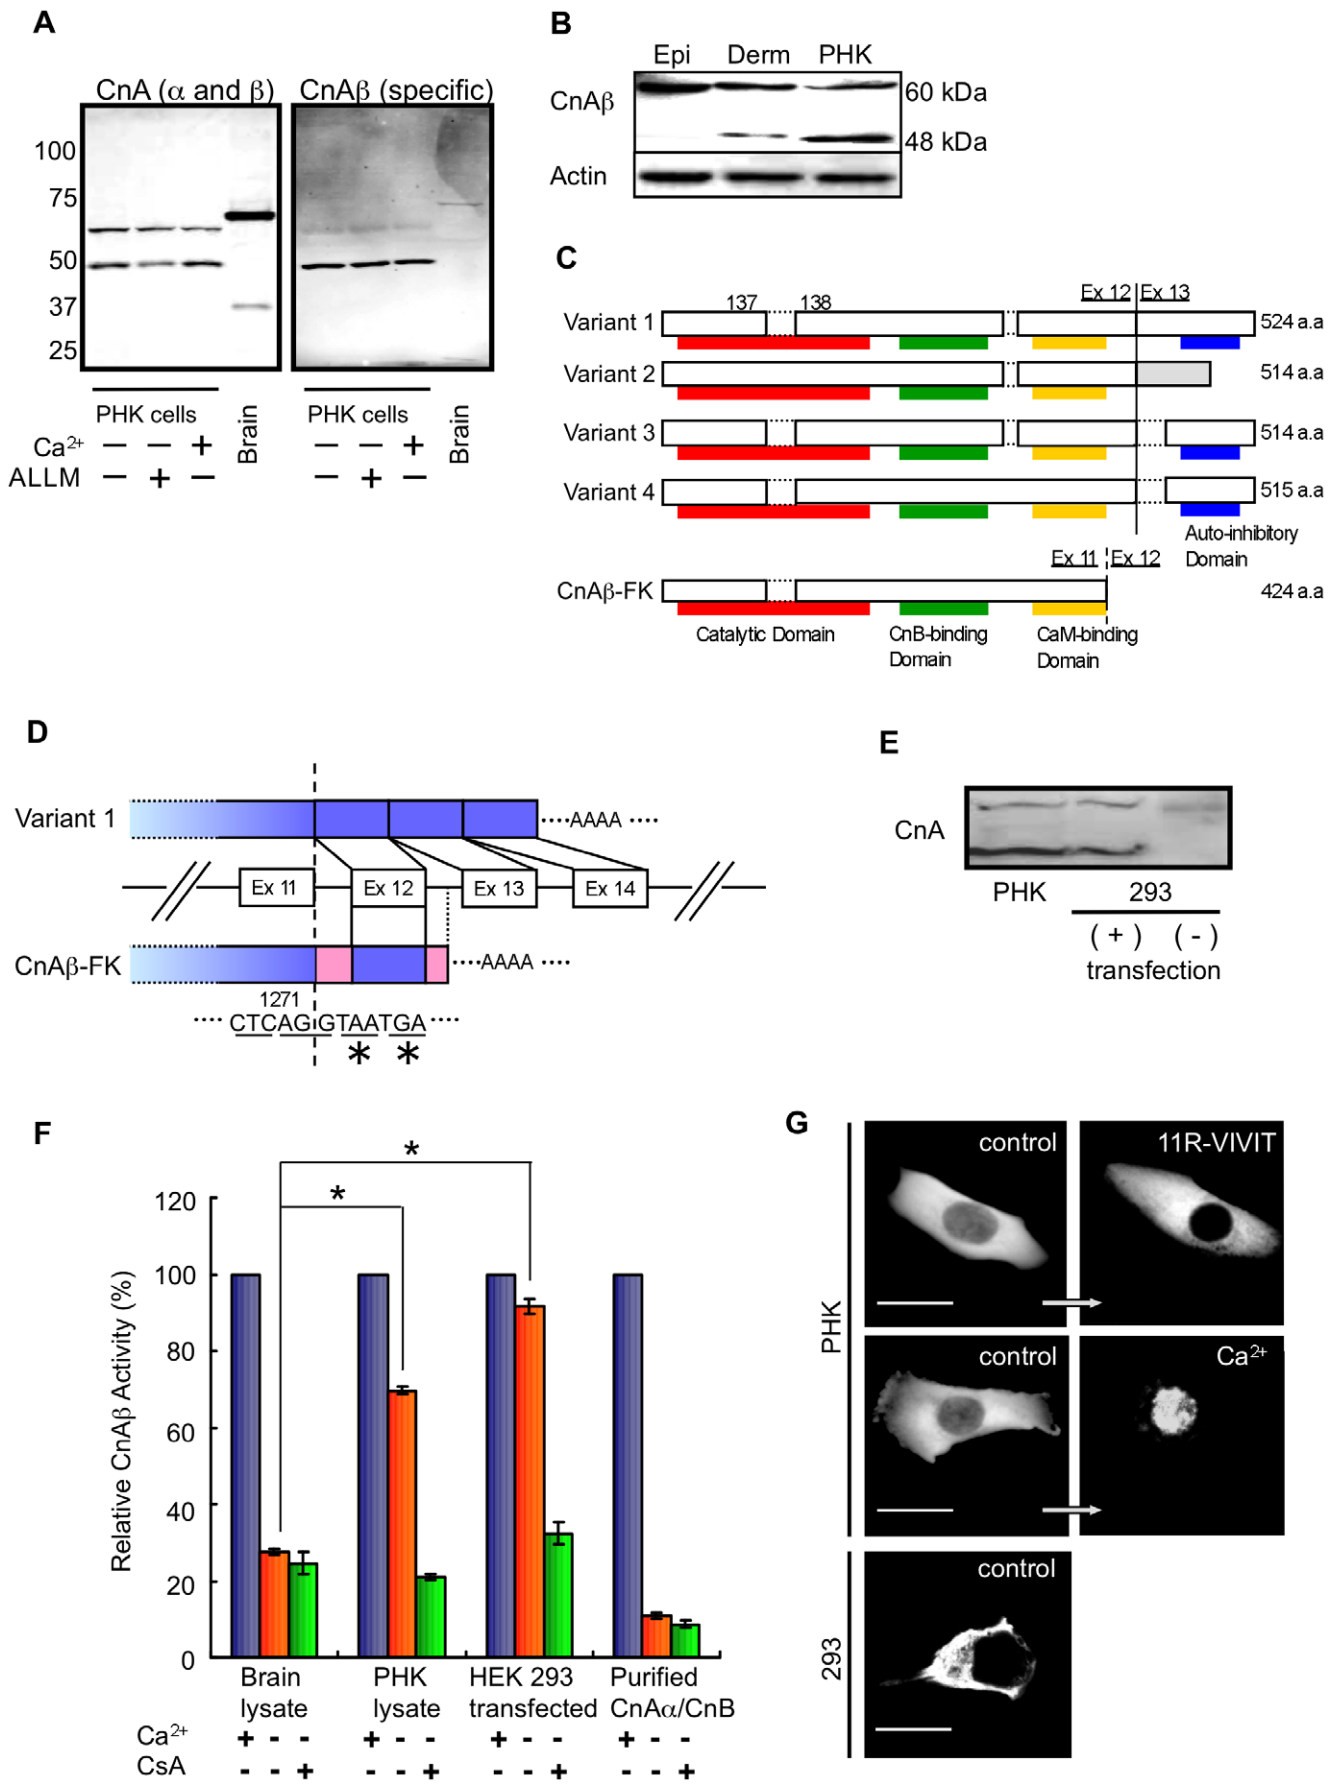 A
CnA (α and β)
CnAβ (specific)
100
75
50
37
25
PHK cells
Brain
PHK cells
Brain
Ca²⁺ – – + – – +
ALLM – + – – + –
B
Epi Derm PHK
CnAβ
60 kDa
48 kDa
Actin
C
Ex 12 Ex 13
137 138
Variant 1 524 a.a
Variant 2 514 a.a
Variant 3 514 a.a
Variant 4 515 a.a
Auto-inhibitory
Domain
Ex 11 Ex 12
CnAβ-FK 424 a.a
Catalytic Domain
CnB-binding
Domain
CaM-binding
Domain
D
Variant 1 ····AAAA ····
Ex 11 Ex 12 Ex 13 Ex 14
CnAβ-FK ····AAAA ····
1271
···· CTCAGGTAATGA ····
* *
E
CnA
PHK 293
( + ) ( - )
transfection
F
Relative CnAβ Activity (%)
120
100
80
60
40
20
0
*
*
Brain
lysate
PHK
lysate
HEK 293
transfected
Purified
CnAα/CnB
Ca²⁺ + - - + - - + - - + - -
CsA - - + - - + - - + - - +
G
PHK
control
11R-VIVIT
control
Ca²⁺
293
control